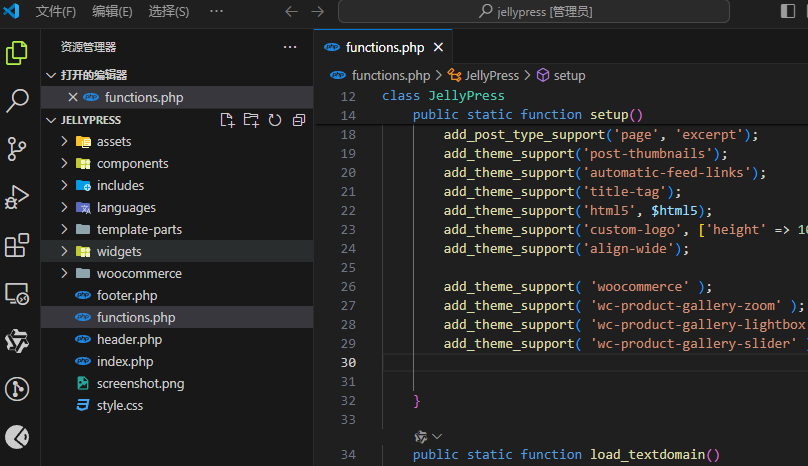 文件(F) 编辑(E) 选择(S) ··· jellypress [管理员]
资源管理器 ···
打开的编辑器
functions.php
JELLYPRESS
assets
components
includes
languages
template-parts
widgets
woocommerce
footer.php
functions.php
header.php
index.php
screenshot.png
style.css
functions.php
functions.php > JellyPress > setup
12 class JellyPress
14 public static function setup()
18 add_post_type_support('page', 'excerpt');
19 add_theme_support('post-thumbnails');
20 add_theme_support('automatic-feed-links');
21 add_theme_support('title-tag');
22 add_theme_support('html5', $html5);
23 add_theme_support('custom-logo', ['height' => 10
24 add_theme_support('align-wide');
25
26 add_theme_support( 'woocommerce' );
27 add_theme_support( 'wc-product-gallery-zoom' );
28 add_theme_support( 'wc-product-gallery-lightbox
29 add_theme_support( 'wc-product-gallery-slider' )
30
31
32 }
33
34 public static function load_textdomain()